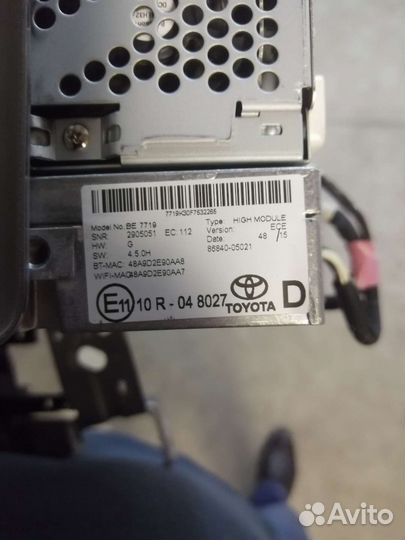 7719H30F7632265
Model No. BE 7719 Type: HIGH MODULE
SNR: 2905051 EC: 112 Version: ECE
HW: G Date: 48 /15
SW: 4.5.0H 86840-05021
BT-MAC: 48A9D2E90AA8
WIFI-MAC: 48A9D2E90AA7
E11 10 R - 04 8027 TOYOTA D
Avito